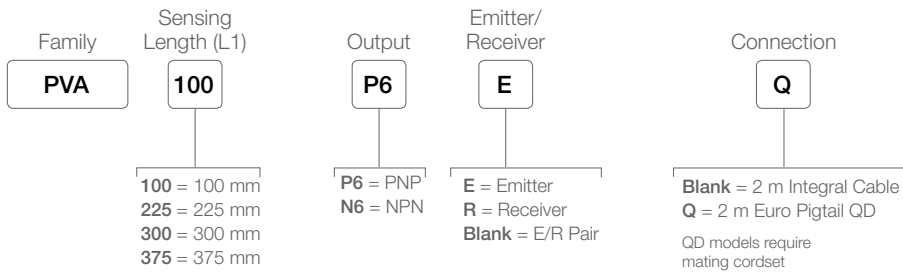 Family
Sensing
Length (L1)
Output
Emitter/
Receiver
Connection
PVA
100
P6
E
Q
100 = 100 mm
225 = 225 mm
300 = 300 mm
375 = 375 mm
P6 = PNP
N6 = NPN
E = Emitter
R = Receiver
Blank = E/R Pair
Blank = 2 m Integral Cable
Q = 2 m Euro Pigtail QD
QD models require
mating cordset